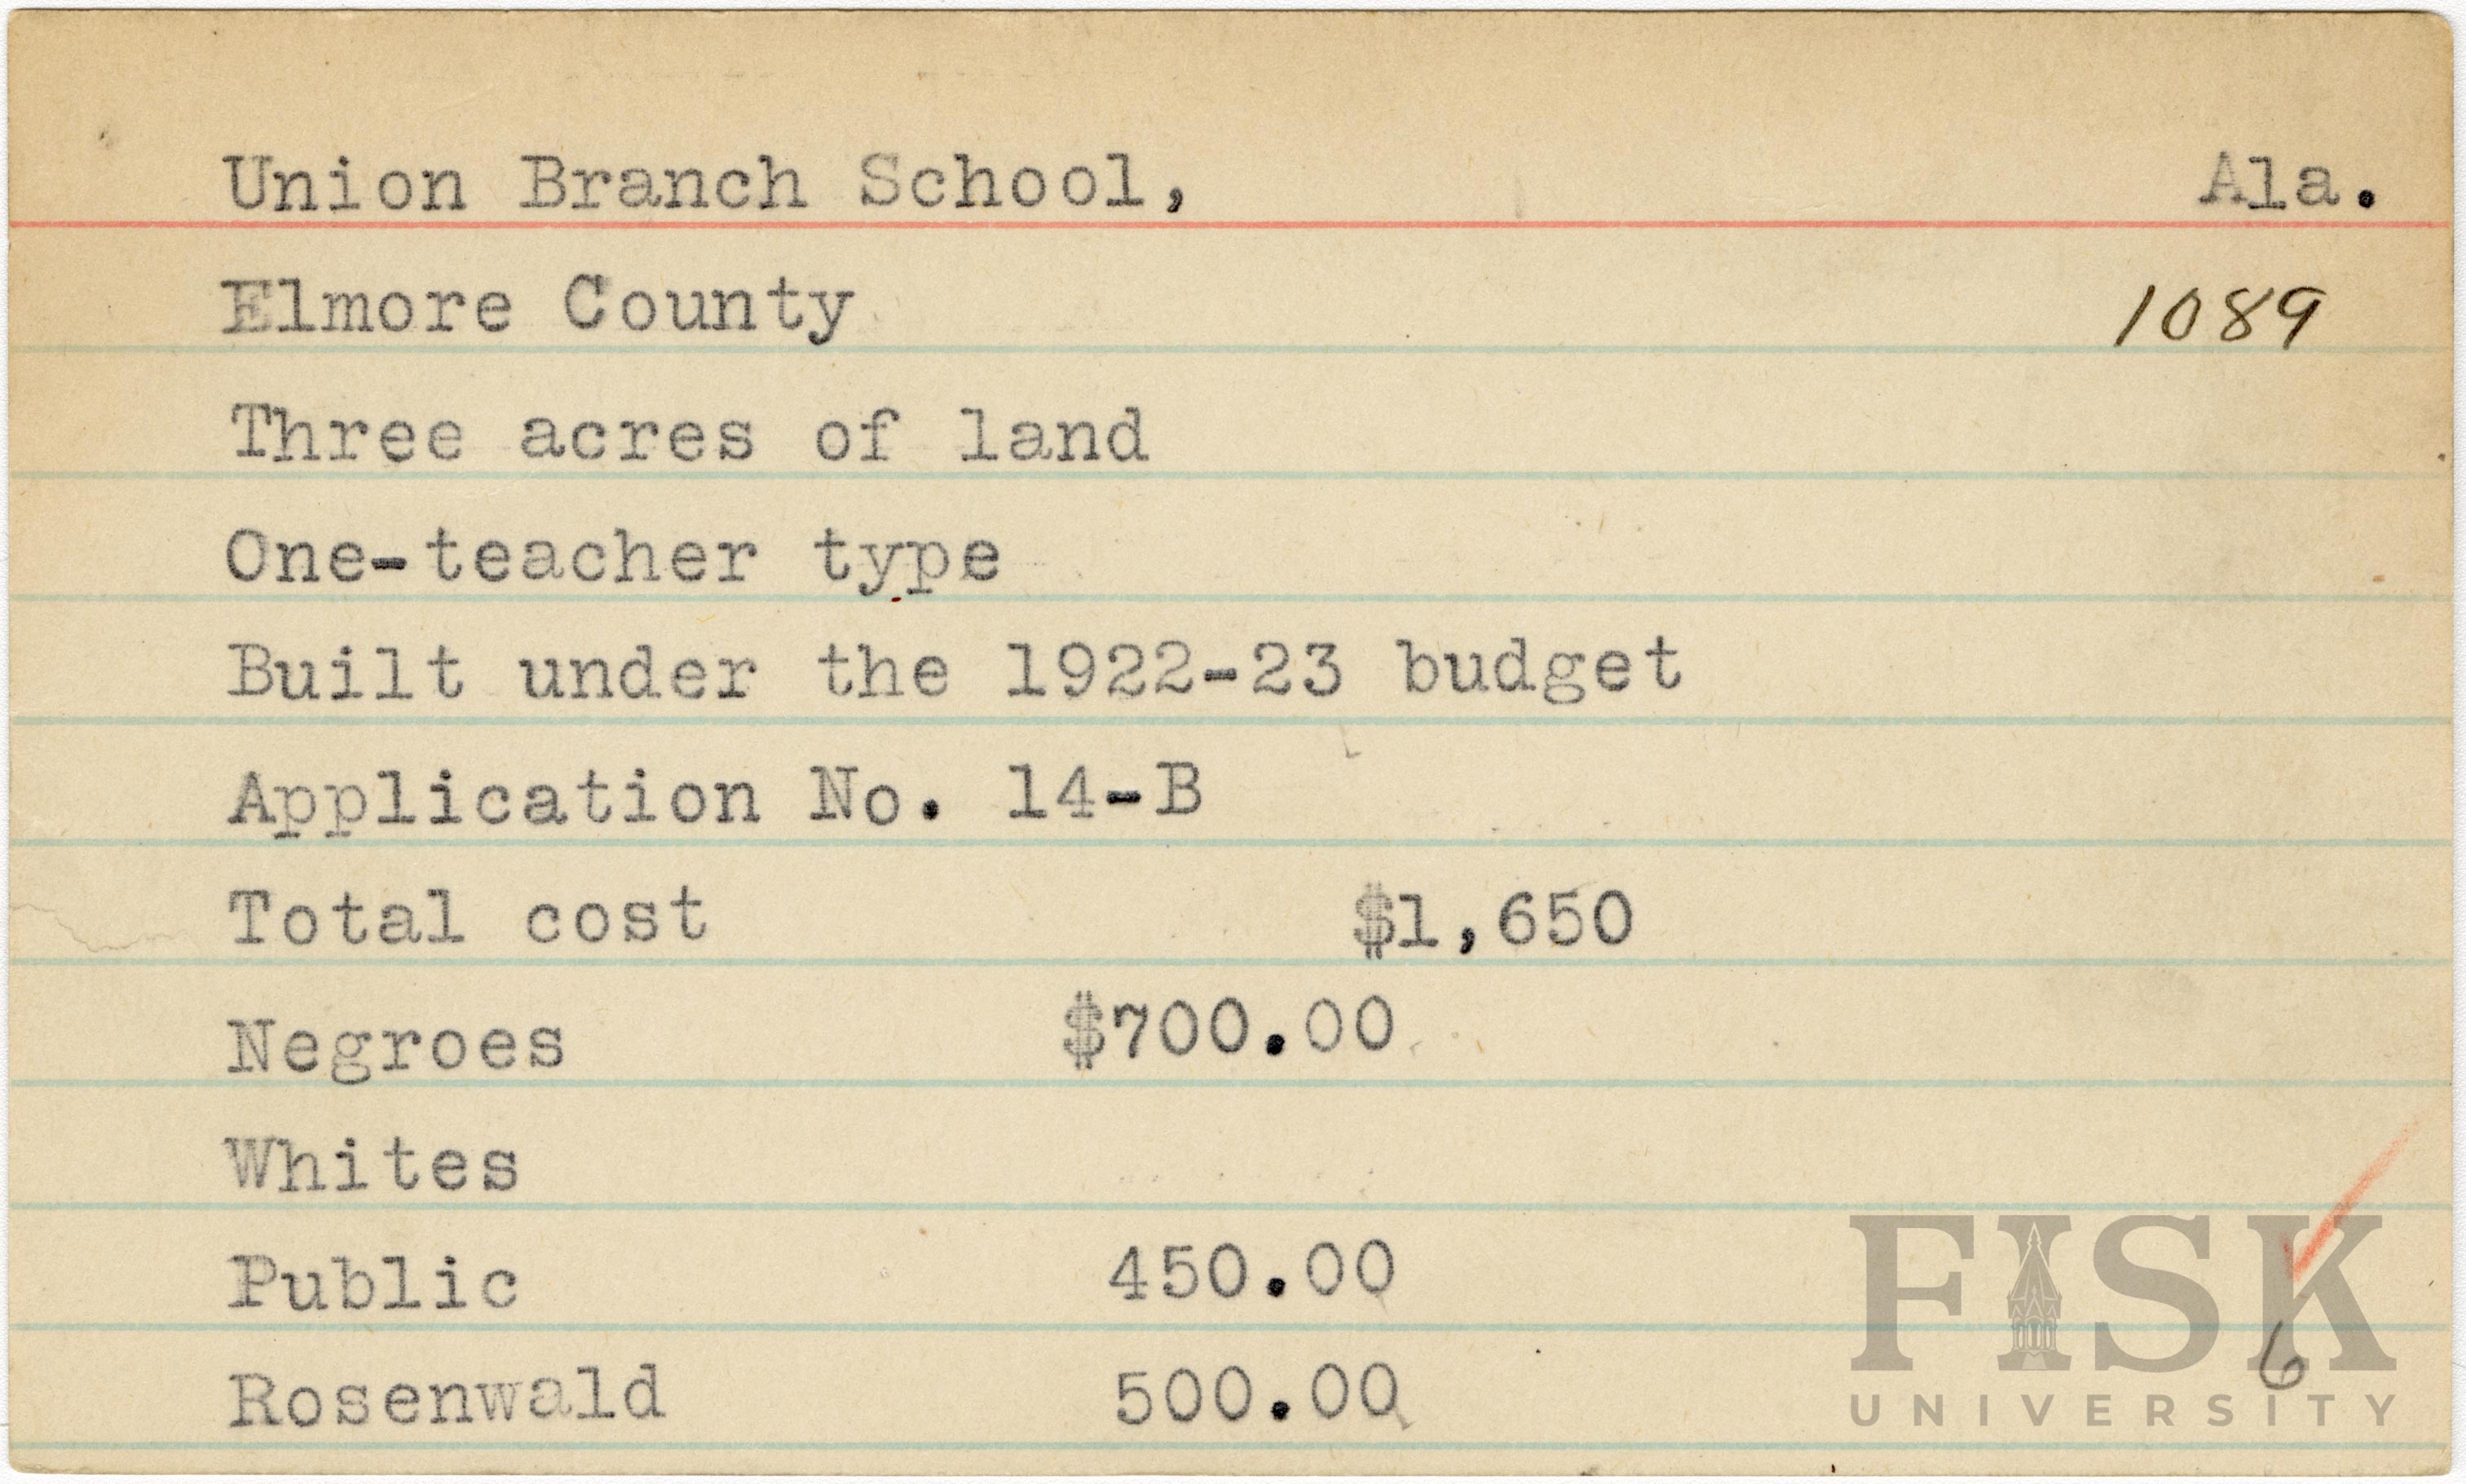 Union Branch School, Ala.
Elmore County 1089
Three acres of land
One-teacher type
Built under the 1922-23 budget
Application No. 14-B
Total cost $1,650
Negroes $700.00
Whites
Public 450.00
Rosenwald 500.00
6
FISK
UNIVERSITY